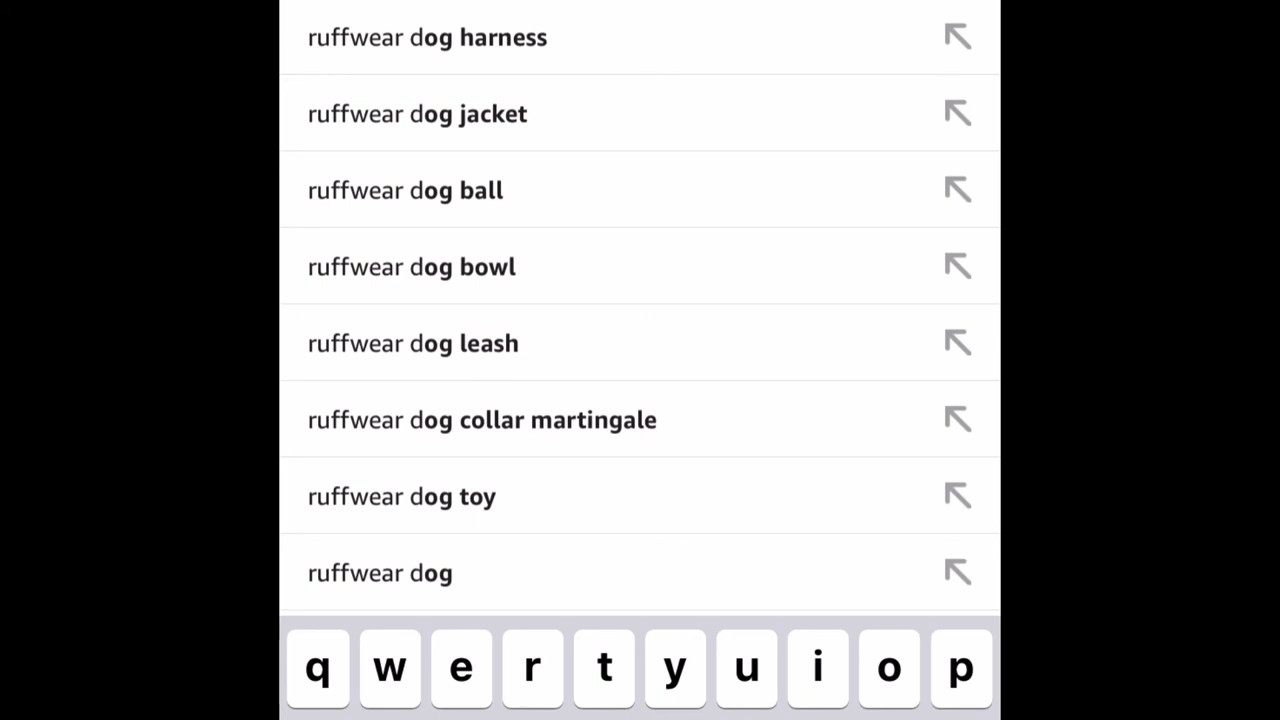 ruffwear dog harness
ruffwear dog jacket
ruffwear dog ball
ruffwear dog bowl
ruffwear dog leash
ruffwear dog collar martingale
ruffwear dog toy
ruffwear dog
q w e r t y u i o p